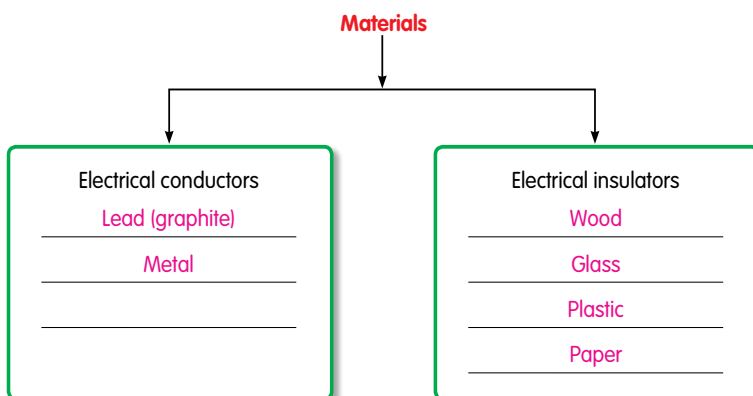 Materials
Electrical conductors
Lead (graphite)
Metal
Electrical insulators
Wood
Glass
Plastic
Paper